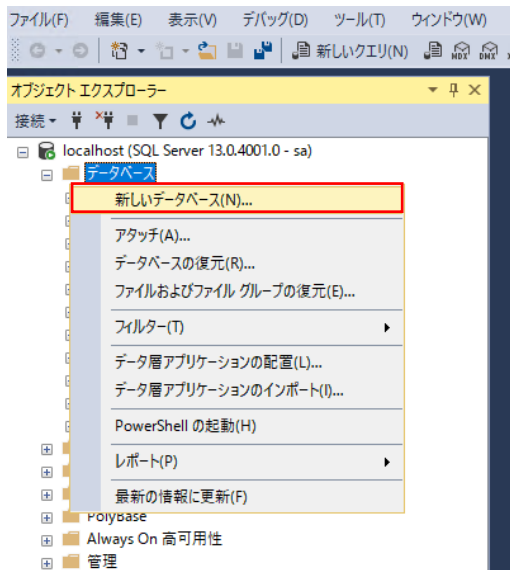 ファイル(F) 編集(E) 表示(V) デバッグ(D) ツール(T) ウィンドウ(W)
新しいクエリ(N) MDX DMX
オブジェクト エクスプローラー
接続
localhost (SQL Server 13.0.4001.0 - sa)
データベース
新しいデータベース(N)...
アタッチ(A)...
データベースの復元(R)...
ファイルおよびファイル グループの復元(E)...
フィルター(T)
データ層アプリケーションの配置(L)...
データ層アプリケーションのインポート(I)...
PowerShell の起動(H)
レポート(P)
最新の情報に更新(F)
PolyBase
Always On 高可用性
管理